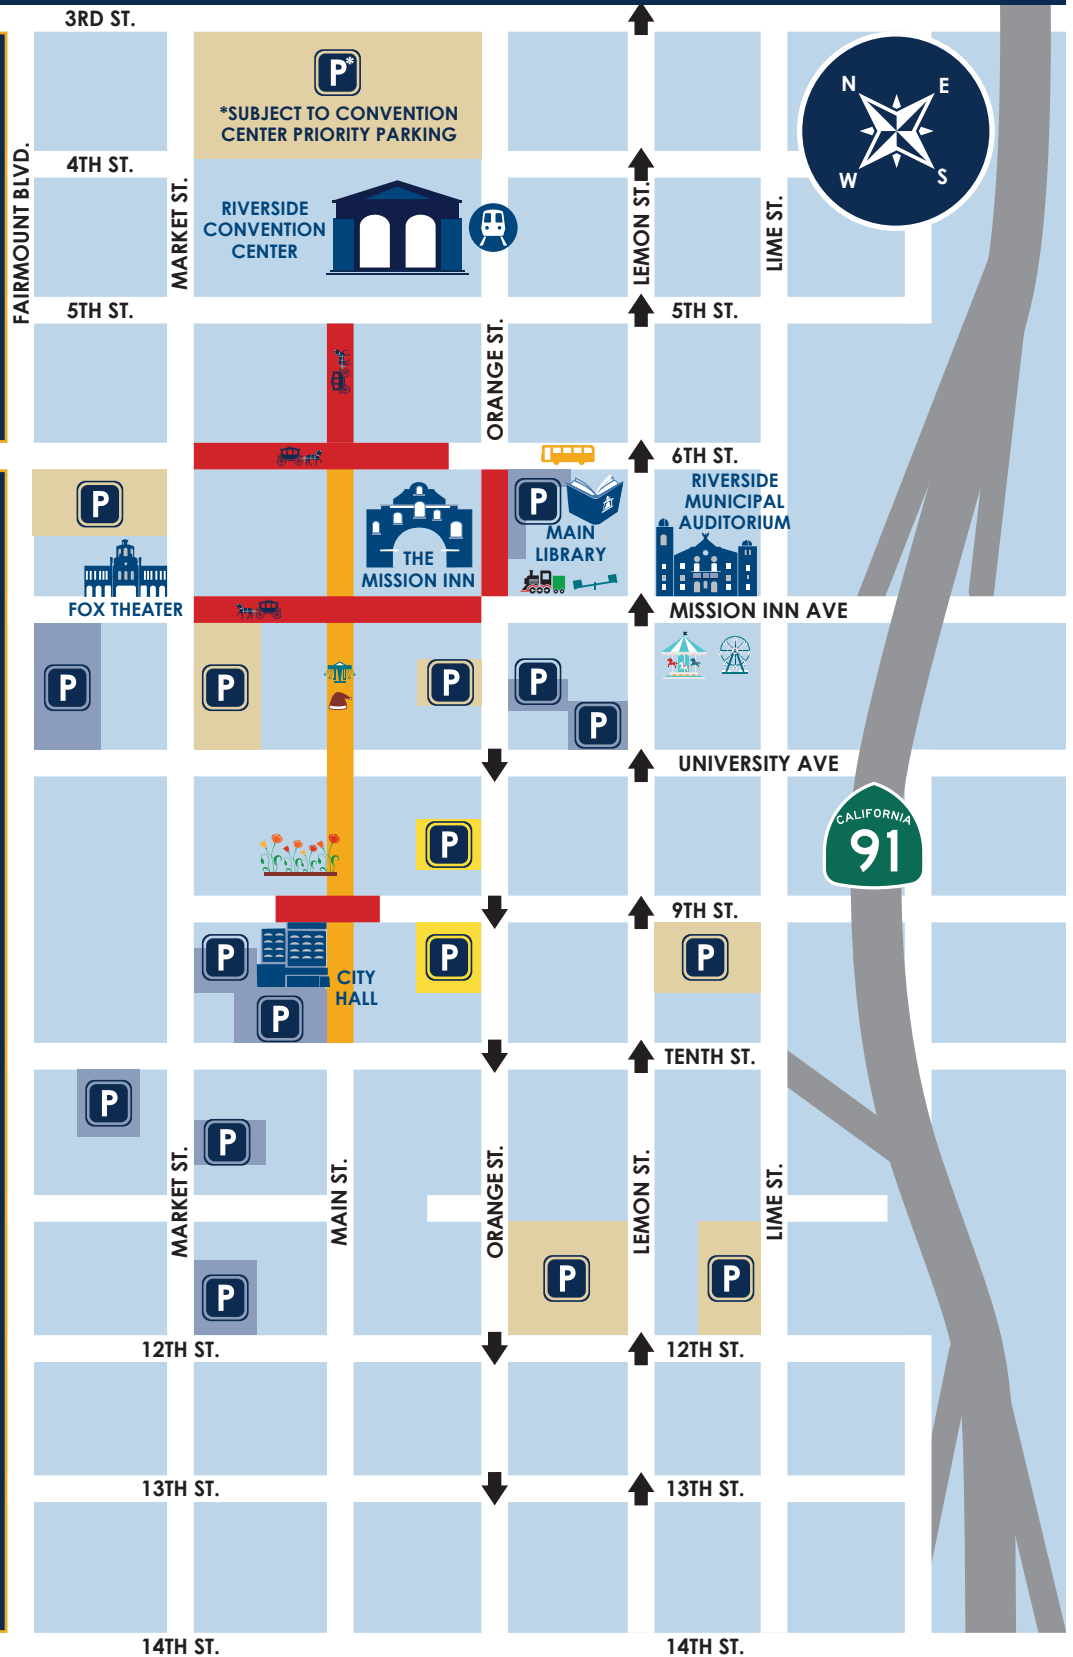 3RD ST.
P*
*SUBJECT TO CONVENTION
CENTER PRIORITY PARKING
N
E
W
S
FAIRMOUNT BLVD.
4TH ST.
MARKET ST.
RIVERSIDE
CONVENTION
CENTER
LEMON ST.
LIME ST.
5TH ST.
5TH ST.
ORANGE ST.
6TH ST.
P
P
THE
MISSION INN
MAIN
LIBRARY
RIVERSIDE
MUNICIPAL
AUDITORIUM
FOX THEATER
MISSION INN AVE
P
P
P
P
P
UNIVERSITY AVE
CALIFORNIA
91
P
9TH ST.
P
P
P
CITY
HALL
P
TENTH ST.
P
P
MARKET ST.
MAIN ST.
ORANGE ST.
LEMON ST.
LIME ST.
P
P
P
12TH ST.
12TH ST.
13TH ST.
13TH ST.
14TH ST.
14TH ST.